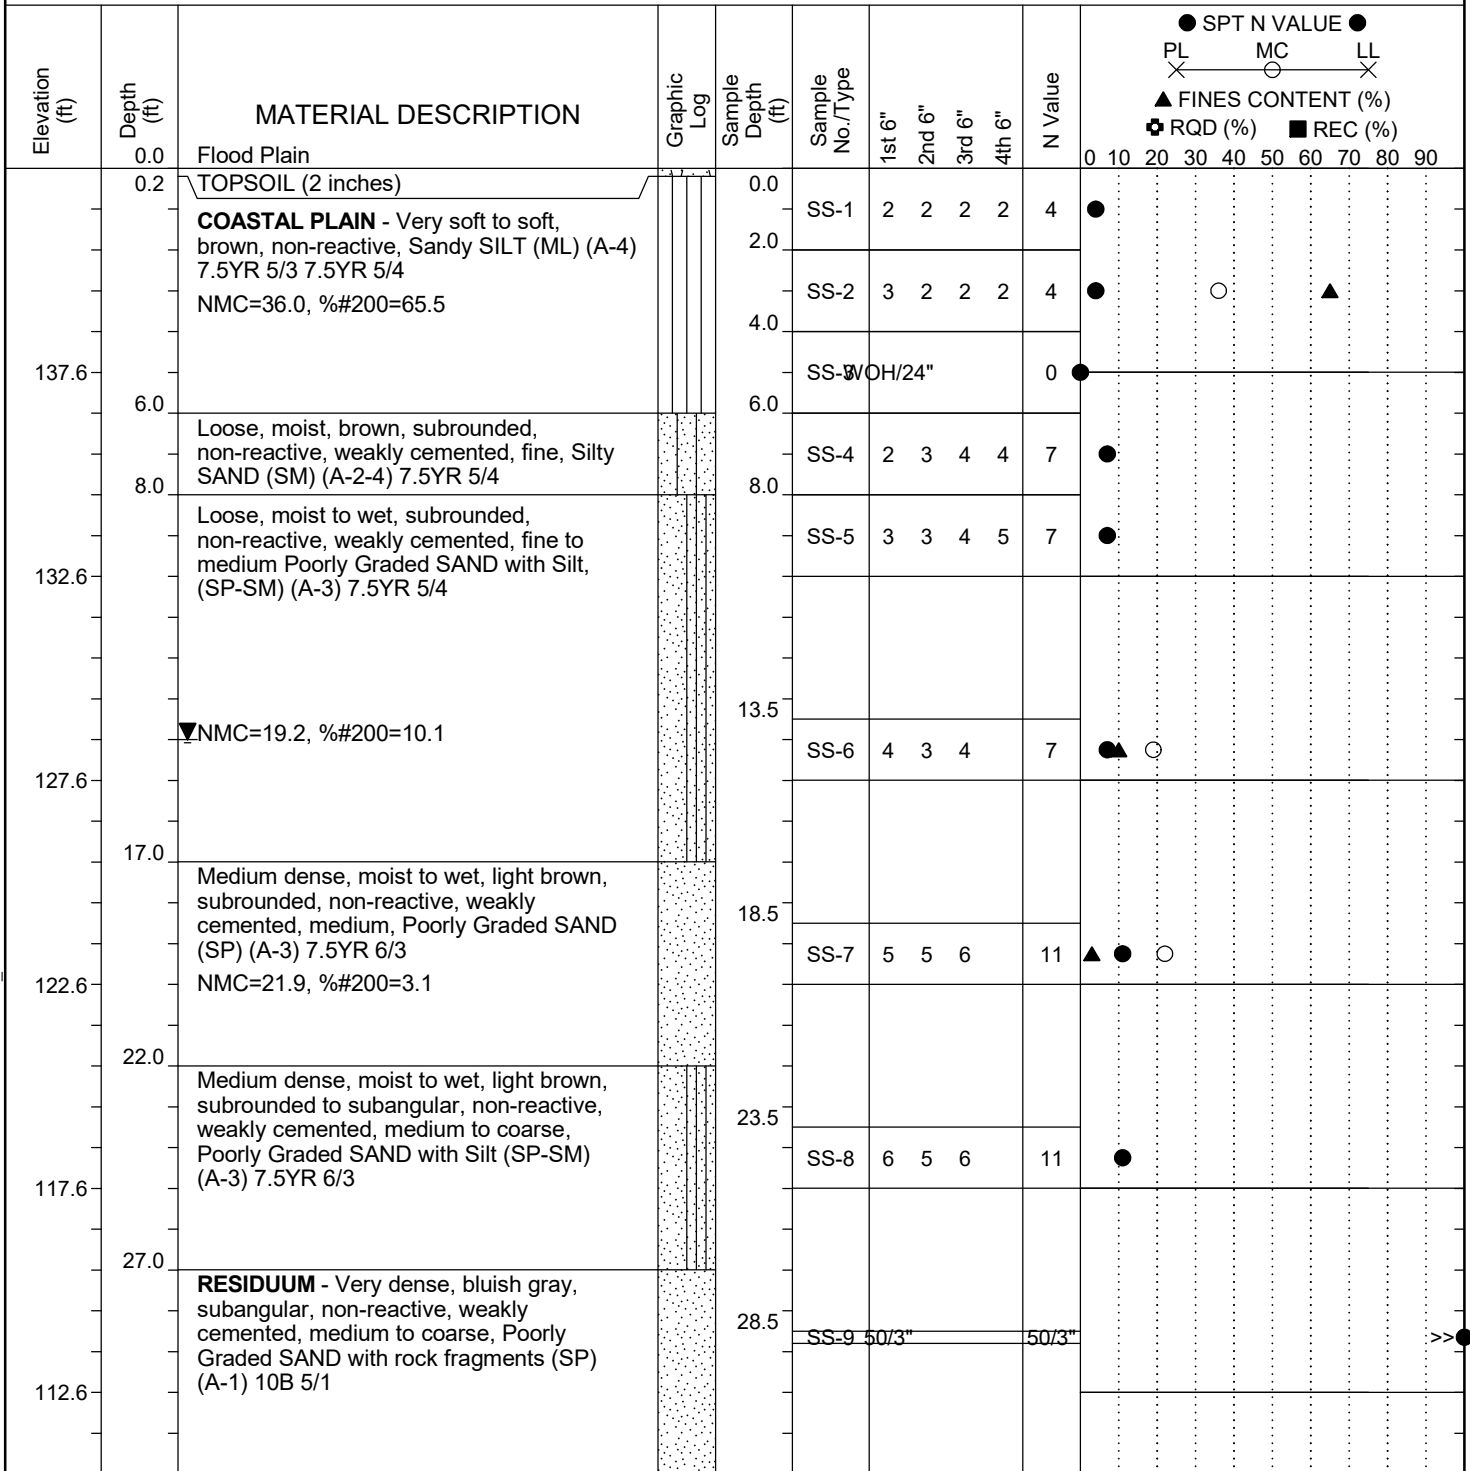 ● SPT N VALUE ●
PL MC LL
▲ FINES CONTENT (%)
RQD (%) ■ REC (%)
Elevation (ft)
Depth (ft)
MATERIAL DESCRIPTION
Graphic Log
Sample Depth (ft)
Sample No./Type
1st 6"
2nd 6"
3rd 6"
4th 6"
N Value
0 10 20 30 40 50 60 70 80 90
0.0 Flood Plain
0.2 TOPSOIL (2 inches) 0.0
SS-1 2 2 2 2 4
COASTAL PLAIN - Very soft to soft,
brown, non-reactive, Sandy SILT (ML) (A-4) 2.0
7.5YR 5/3 7.5YR 5/4
NMC=36.0, %#200=65.5 SS-2 3 2 2 2 4
4.0
137.6 SS-3 WOH/24" 0
6.0 6.0
Loose, moist, brown, subrounded,
non-reactive, weakly cemented, fine, Silty SS-4 2 3 4 4 7
SAND (SM) (A-2-4) 7.5YR 5/4
8.0 8.0
Loose, moist to wet, subrounded,
non-reactive, weakly cemented, fine to SS-5 3 3 4 5 7
medium Poorly Graded SAND with Silt,
132.6 (SP-SM) (A-3) 7.5YR 5/4
13.5
NMC=19.2, %#200=10.1
SS-6 4 3 4 7
127.6
17.0
Medium dense, moist to wet, light brown,
subrounded, non-reactive, weakly 18.5
cemented, medium, Poorly Graded SAND
(SP) (A-3) 7.5YR 6/3 SS-7 5 5 6 11
122.6 NMC=21.9, %#200=3.1
22.0
Medium dense, moist to wet, light brown,
subrounded to subangular, non-reactive, 23.5
weakly cemented, medium to coarse,
Poorly Graded SAND with Silt (SP-SM) SS-8 6 5 6 11
(A-3) 7.5YR 6/3
117.6
27.0
RESIDUUM - Very dense, bluish gray,
subangular, non-reactive, weakly 28.5
cemented, medium to coarse, Poorly SS-9 50/3" 50/3" >>
Graded SAND with rock fragments (SP)
(A-1) 10B 5/1
112.6